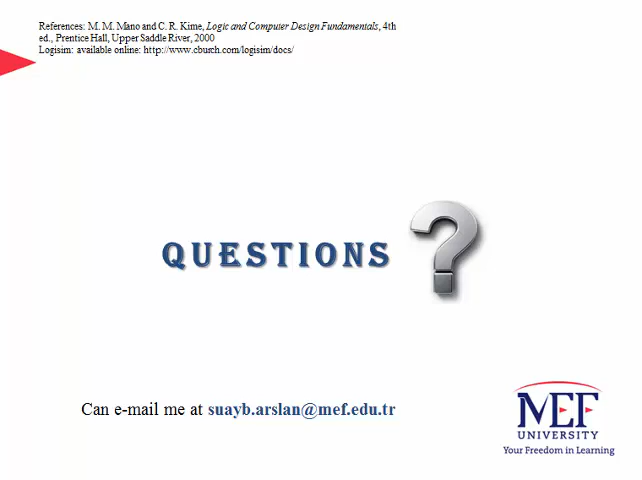 References: M. M. Mano and C. R. Kime, Logic and Computer Design Fundamentals, 4th
ed., Prentice Hall, Upper Saddle River, 2000
Logisim: available online: http://www.cburch.com/logisim/docs/
QUESTIONS ?
Can e-mail me at suayb.arslan@mef.edu.tr
MEF
UNIVERSITY
Your Freedom in Learning